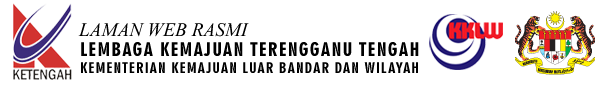 LAMAN WEB RASMI
LEMBAGA KEMAJUAN TERENGGANU TENGAH
KEMENTERIAN KEMAJUAN LUAR BANDAR DAN WILAYAH
KETENGAH
KKLW